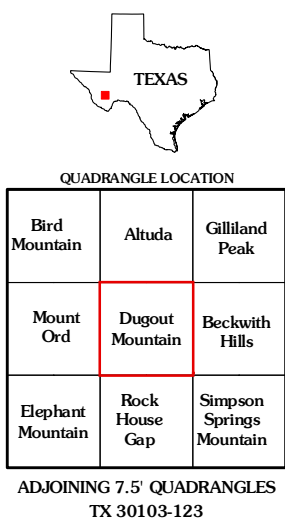 TEXAS
QUADRANGLE LOCATION
Bird
Mountain
Altuda
Gilliland
Peak
Mount
Ord
Dugout
Mountain
Beckwith
Hills
Elephant
Mountain
Rock
House
Gap
Simpson
Springs
Mountain
ADJOINING 7.5' QUADRANGLES
TX 30103-123